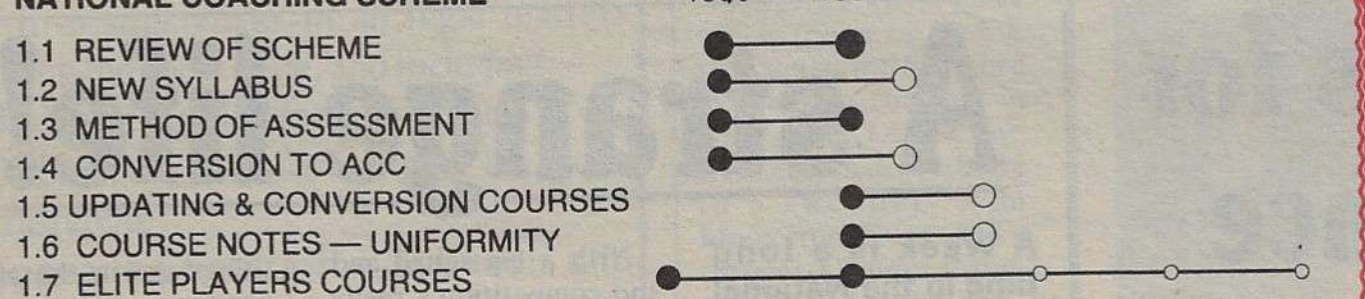 NATIONAL COACHING SCHEME
1.1 REVIEW OF SCHEME
1.2 NEW SYLLABUS
1.3 METHOD OF ASSESSMENT
1.4 CONVERSION TO ACC
1.5 UPDATING & CONVERSION COURSES
1.6 COURSE NOTES — UNIFORMITY
1.7 ELITE PLAYERS COURSES